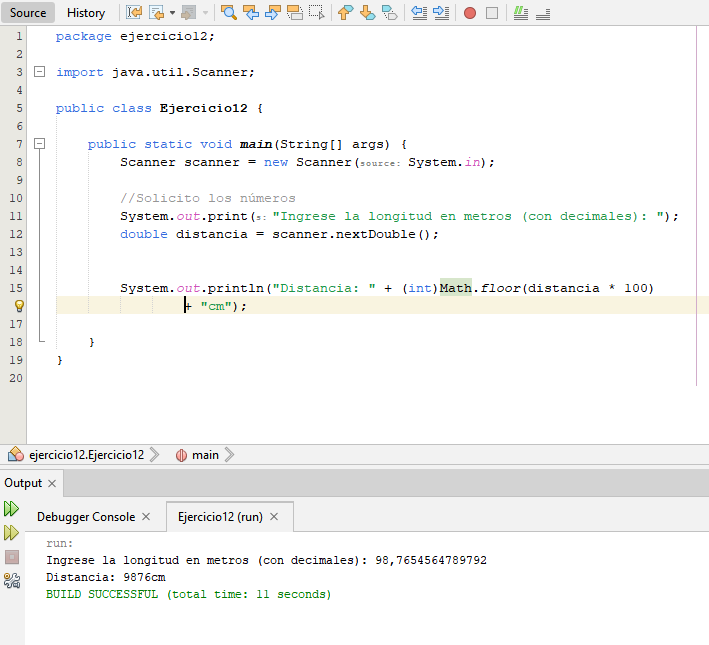 Source History
1 package ejercicio12;
2
3 import java.util.Scanner;
4
5 public class Ejercicio12 {
6
7 public static void main(String[] args) {
8 Scanner scanner = new Scanner(source: System.in);
9
10 //Solicito los números
11 System.out.print(s: "Ingrese la longitud en metros (con decimales): ");
12 double distancia = scanner.nextDouble();
13
14
15 System.out.println("Distancia: " + (int)Math.floor(distancia * 100)
+ "cm");
17
18 }
19 }
20
ejercicio12.Ejercicio12 main
Output
Debugger Console Ejercicio12 (run)
run:
Ingrese la longitud en metros (con decimales): 98,7654564789792
Distancia: 9876cm
BUILD SUCCESSFUL (total time: 11 seconds)